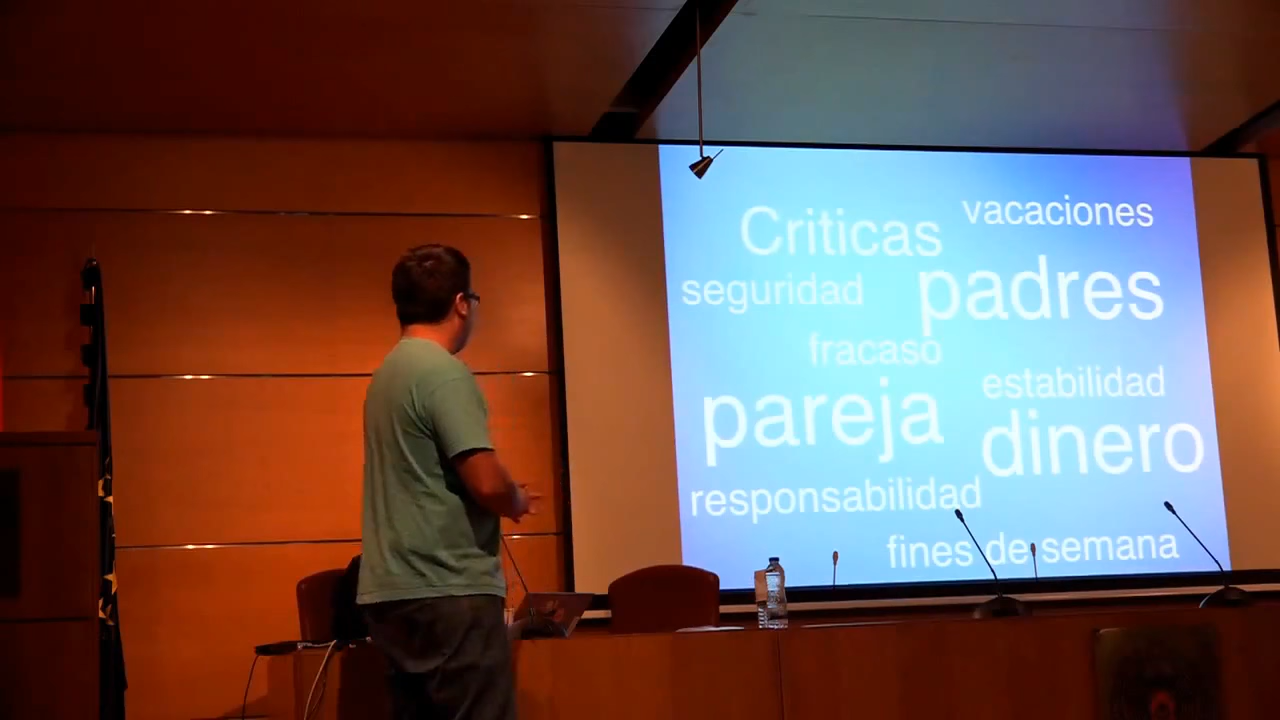 Criticas
vacaciones
seguridad
padres
fracaso
estabilidad
pareja
dinero
responsabilidad
fines de semana